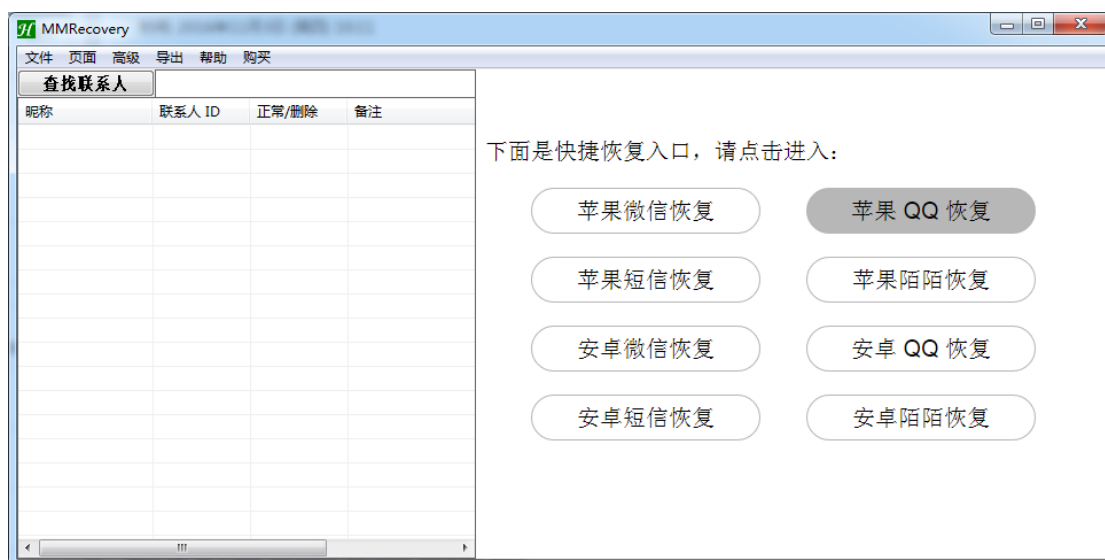 MMRecovery
文件 页面 高级 导出 帮助 购买
查找联系人
昵称 联系人 ID 正常/删除 备注
下面是快捷恢复入口，请点击进入：
苹果微信恢复 苹果 QQ 恢复
苹果短信恢复 苹果陌陌恢复
安卓微信恢复 安卓 QQ 恢复
安卓短信恢复 安卓陌陌恢复